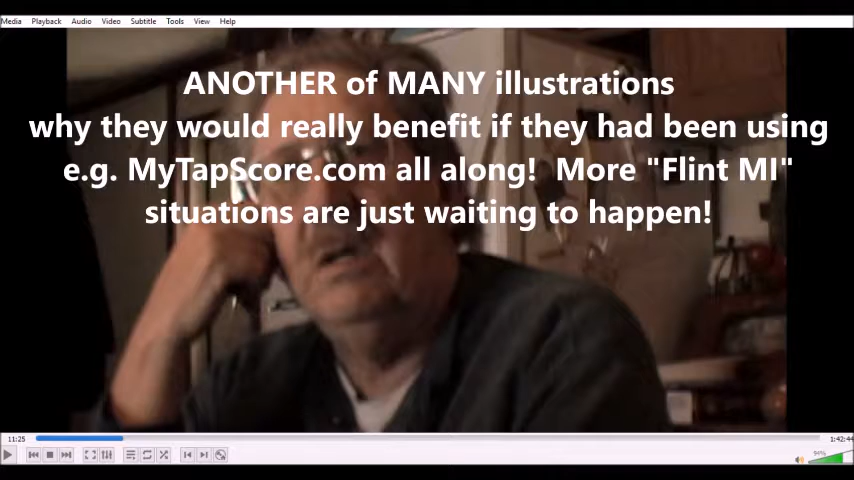 Media Playback Audio Video Subtitle Tools View Help
ANOTHER of MANY illustrations
why they would really benefit if they had been using
e.g. MyTapScore.com all along! More "Flint MI"
situations are just waiting to happen!
11:25 1:42:44
94%